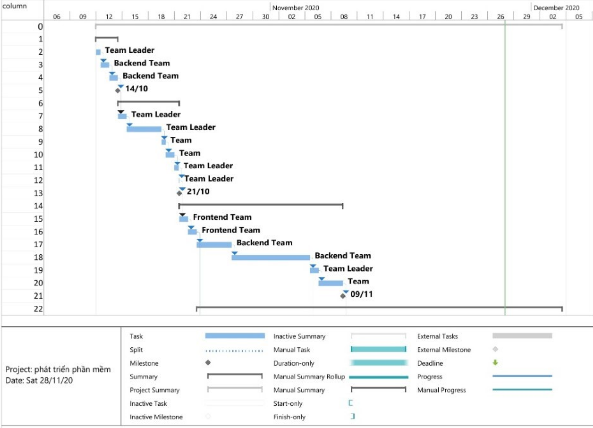 column
November 2020
December 2020
06 09 12 15 18 21 24 27 30 02 05 08 11 14 17 20 23 26 29 02 05
0
1
2 Team Leader
3 Backend Team
4 Backend Team
5 14/10
6
7 Team Leader
8 Team Leader
9 Team
10 Team
11 Team Leader
12 Team Leader
13 21/10
14
15 Frontend Team
16 Frontend Team
17 Backend Team
18 Backend Team
19 Team Leader
20 Team
21 09/11
22
Project: phát triển phần mềm
Date: Sat 28/11/20
Task Inactive Summary External Tasks
Split Manual Task External Milestone
Milestone Duration-only Deadline
Summary Manual Summary Rollup Progress
Project Summary Manual Summary Manual Progress
Inactive Task Start-only
Inactive Milestone Finish-only